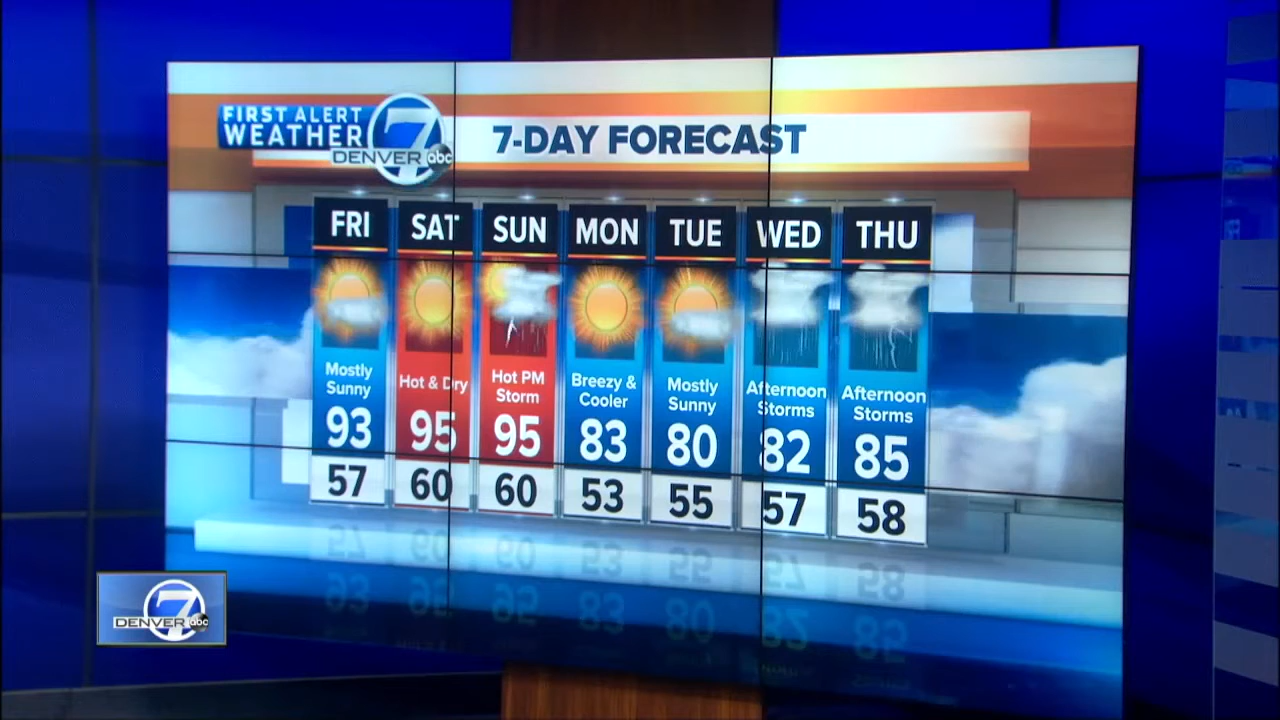 FIRST ALERT
WEATHER
7
DENVER abc
7-DAY FORECAST
FRI SAT SUN MON TUE WED THU
Mostly
Sunny
Hot & Dry
Hot PM
Storm
Breezy &
Cooler
Mostly
Sunny
Afternoon
Storms
Afternoon
Storms
93 95 95 83 80 82 85
57 60 60 53 55 57 58
7
DENVER abc